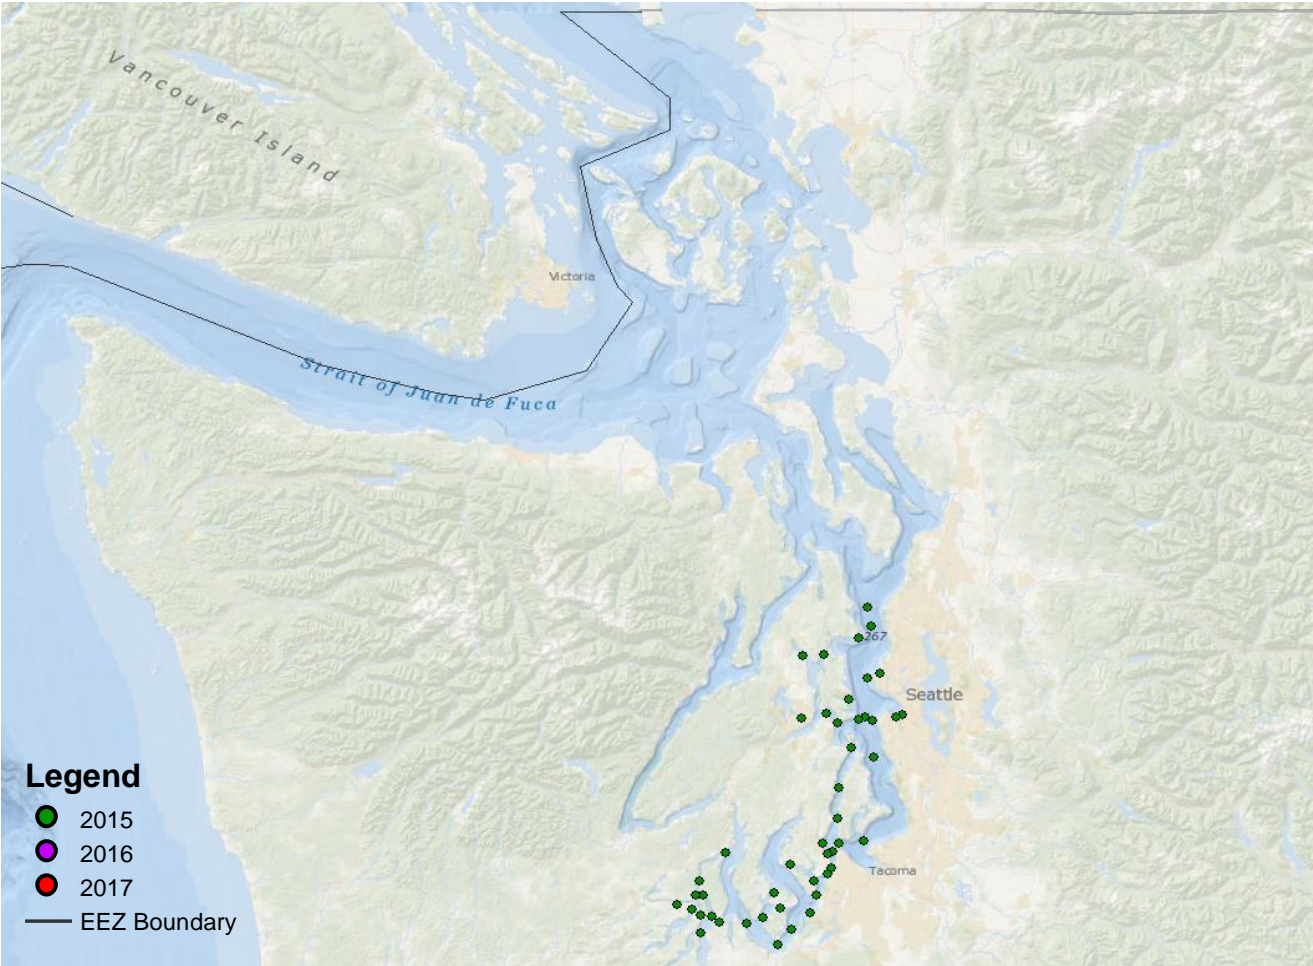 Vancouver Island
Victoria
Strait of Juan de Fuca
267
Seattle
Tacoma
Legend
2015
2016
2017
EEZ Boundary